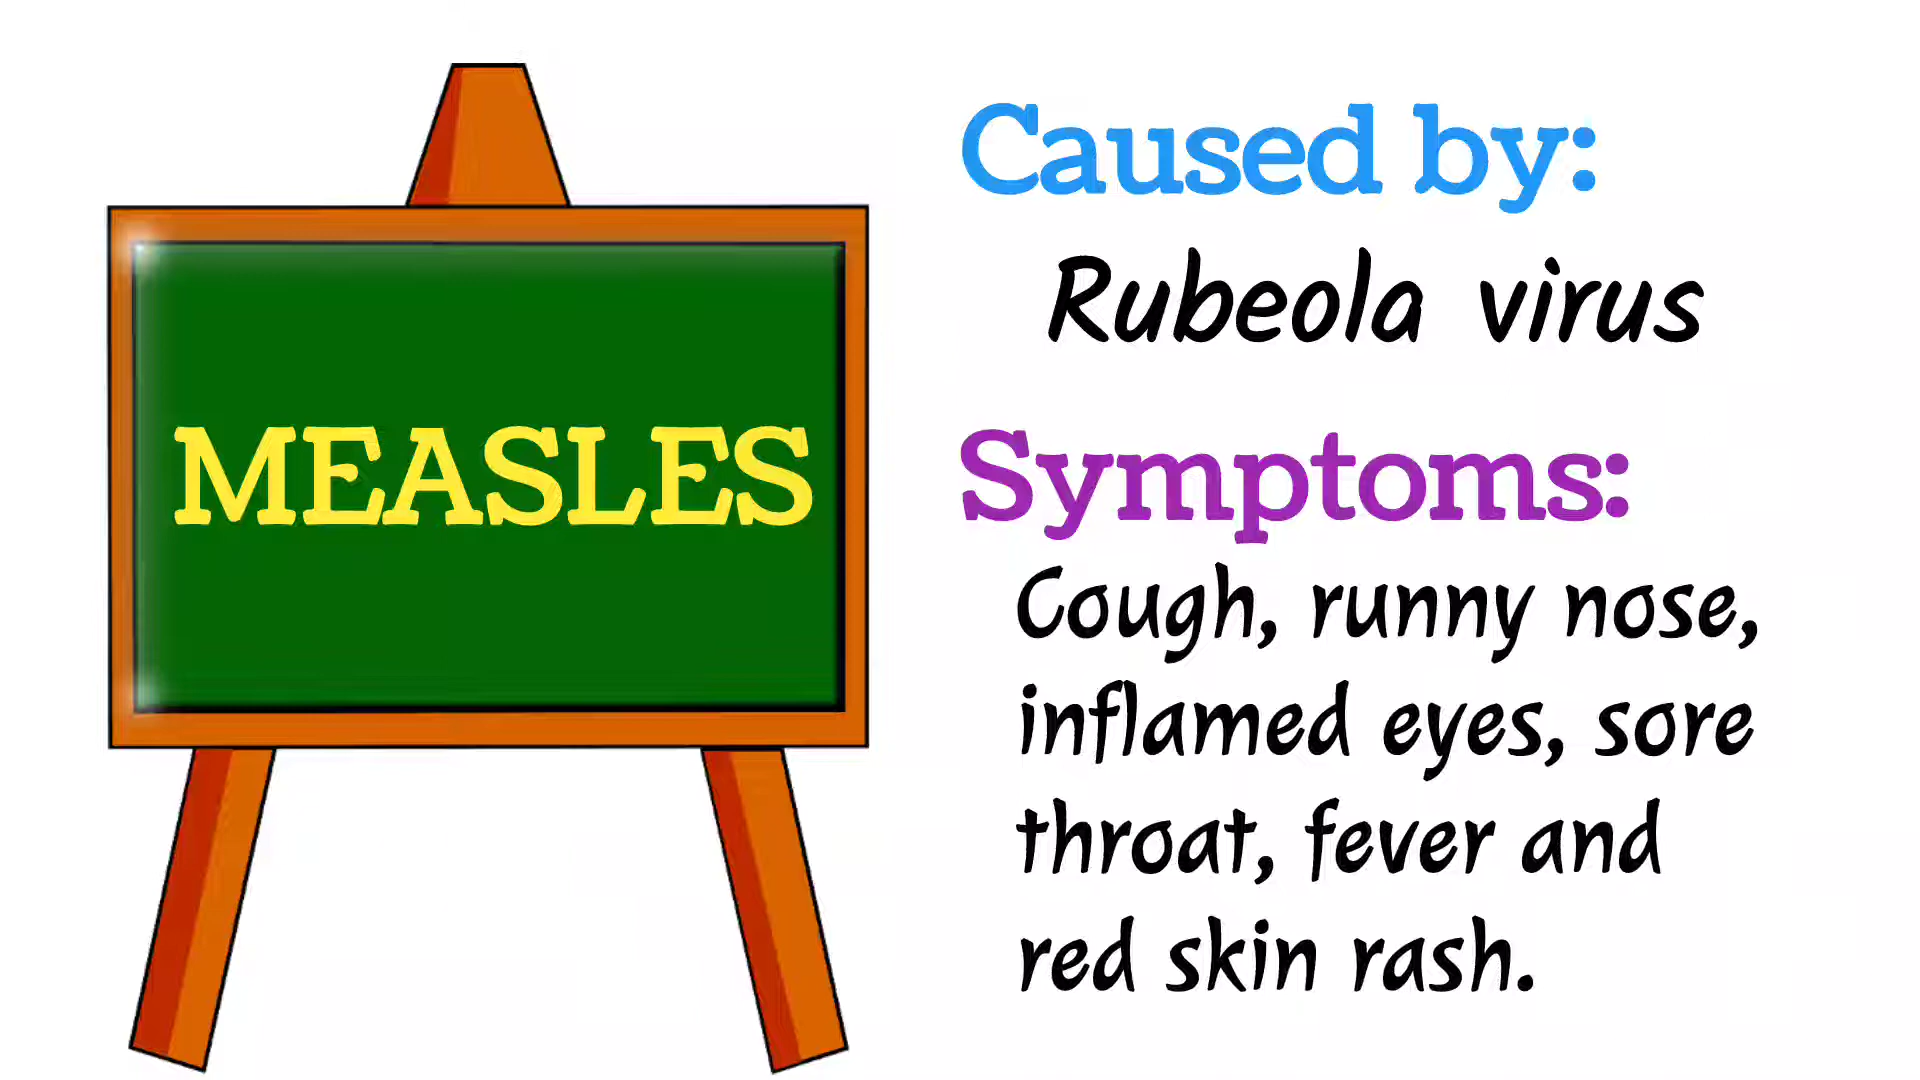 MEASLES
Caused by:
Rubeola virus
Symptoms:
Cough, runny nose,
inflamed eyes, sore
throat, fever and
red skin rash.